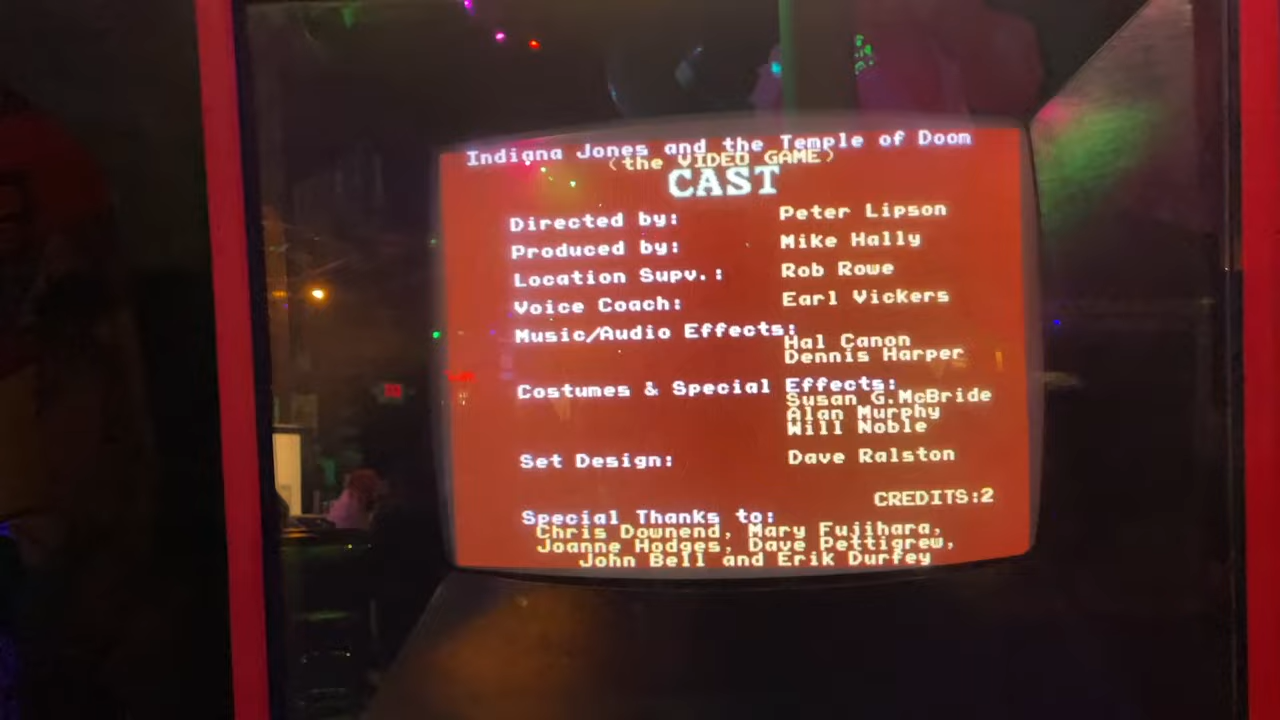 Indiana Jones and the Temple of Doom
(the VIDEO GAME)
CAST
Directed by: Peter Lipson
Produced by: Mike Hally
Location Supv.: Rob Rowe
Voice Coach: Earl Vickers
Music/Audio Effects:
Hal Canon
Dennis Harper
Costumes & Special Effects:
Susan G.McBride
Alan Murphy
Will Noble
Set Design: Dave Ralston
CREDITS:2
Special Thanks to:
Chris Downend, Mary Fujihara,
Joanne Hodges, Dave Pettigrew,
John Bell and Erik Durfey